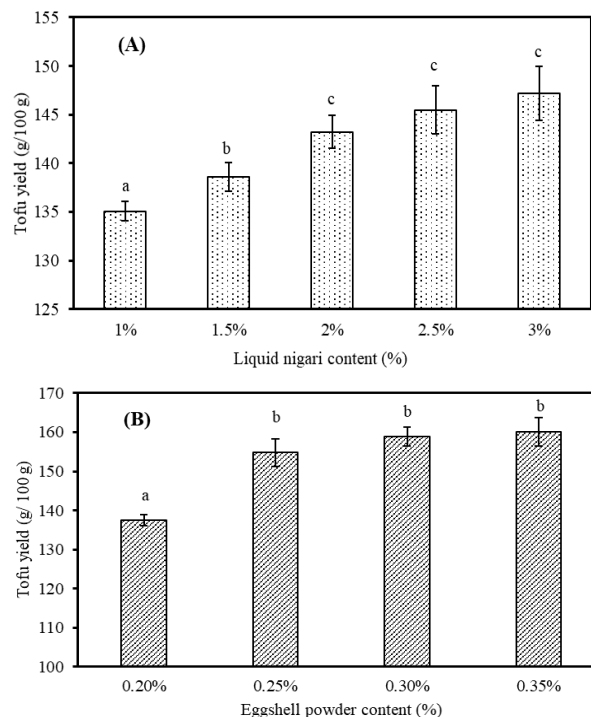 (A)
Tofu yield (g/100 g)
155
150
145
140
135
130
125
a
b
c
c
c
1% 1.5% 2% 2.5% 3%
Liquid nigari content (%)
(B)
Tofu yield (g/ 100 g)
170
160
150
140
130
120
110
100
a
b
b
b
0.20% 0.25% 0.30% 0.35%
Eggshell powder content (%)